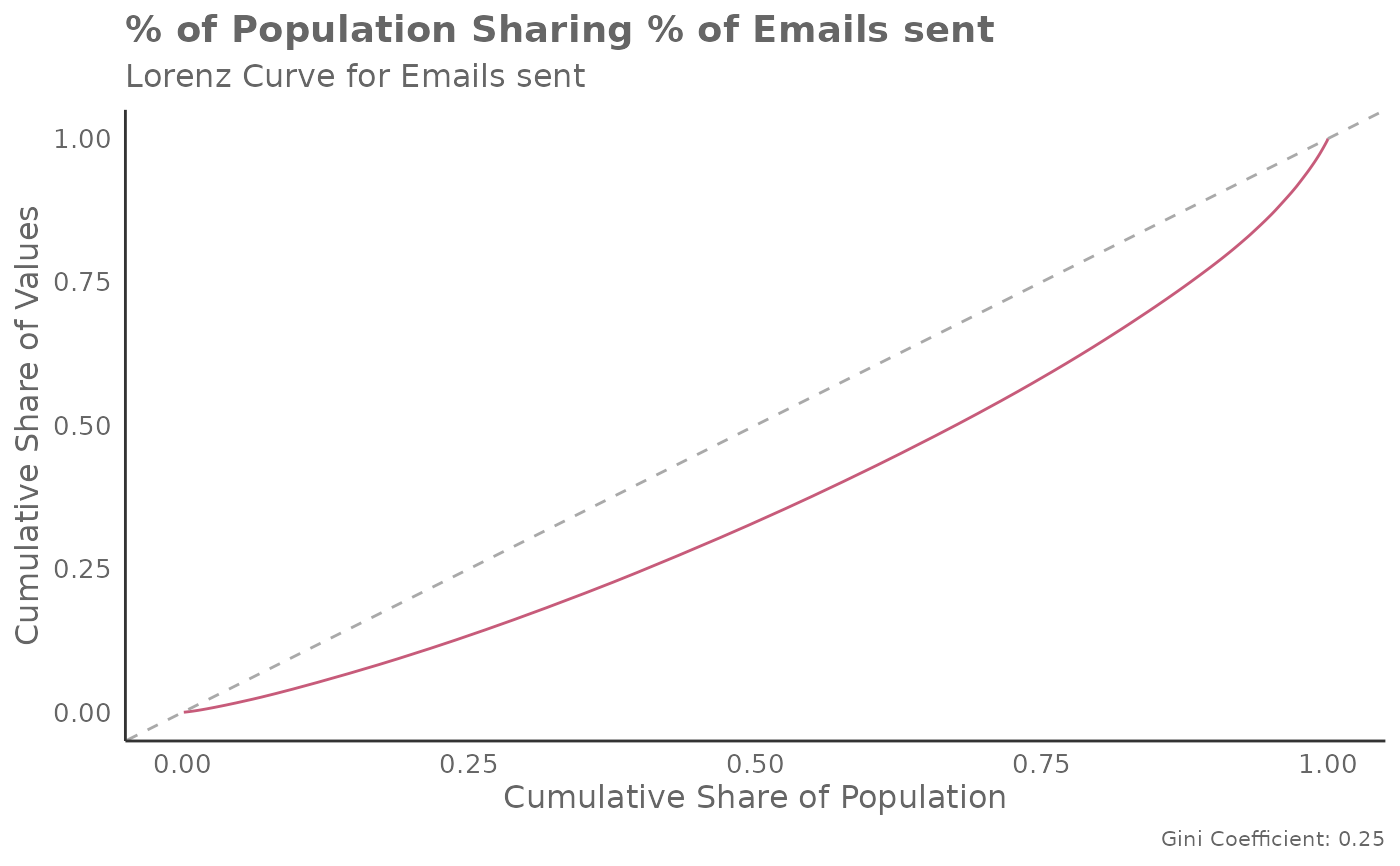 % of Population Sharing % of Emails sent
Lorenz Curve for Emails sent
Cumulative Share of Values
1.00
0.75
0.50
0.25
0.00
0.00 0.25 0.50 0.75 1.00
Cumulative Share of Population
Gini Coefficient: 0.25